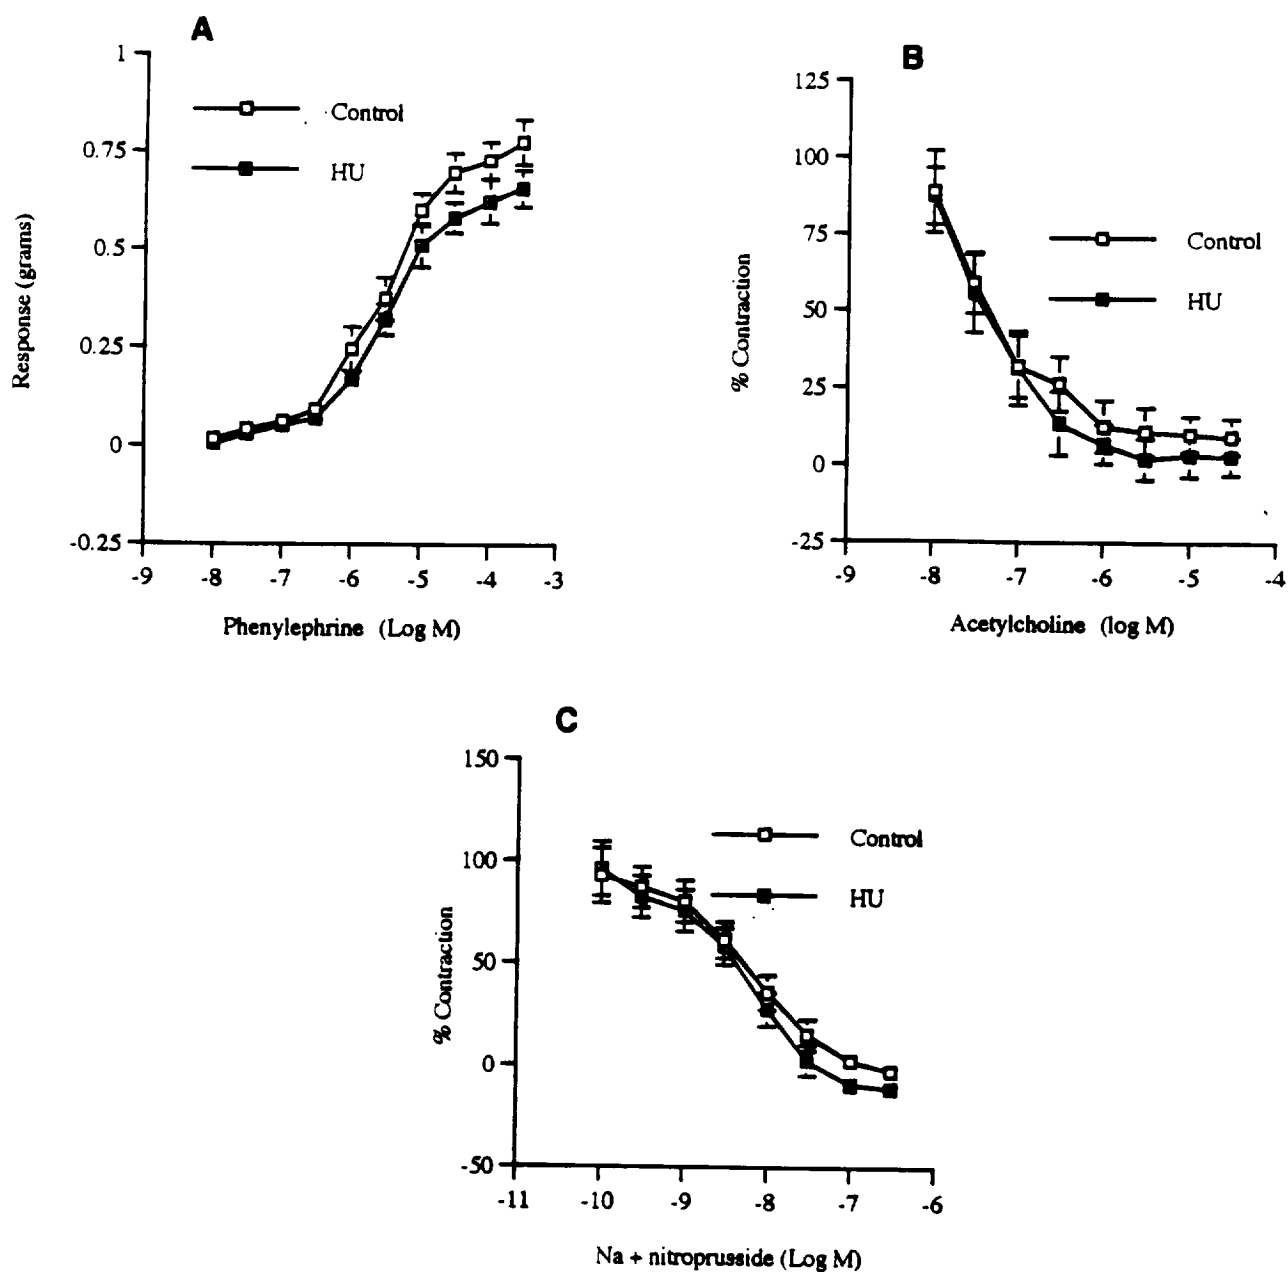 A
1
0.75
0.5
0.25
0
-0.25
-9 -8 -7 -6 -5 -4 -3
Response (grams)
Phenylephrine (Log M)
Control
HU
B
125
100
75
50
25
0
-25
-9 -8 -7 -6 -5 -4
% Contraction
Acetylcholine (log M)
Control
HU
C
150
100
50
0
-50
-11 -10 -9 -8 -7 -6
% Contraction
Na + nitroprusside (Log M)
Control
HU